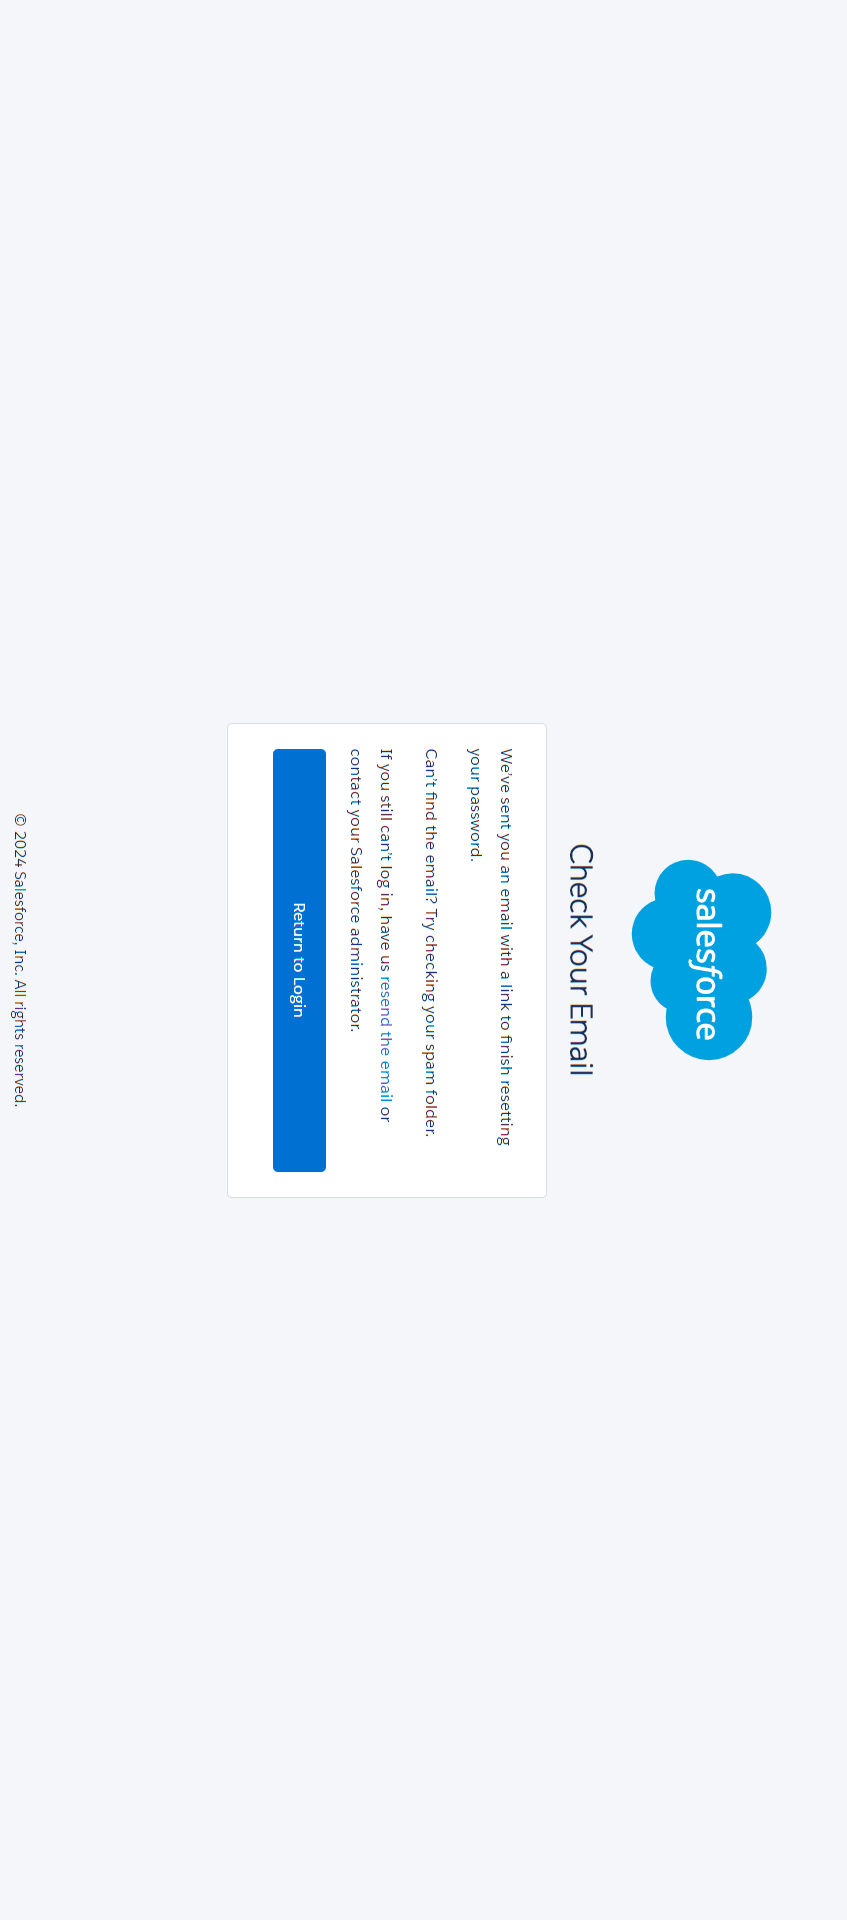 salesforce
Check Your Email
We’ve sent you an email with a link to finish resetting
your password.
Can’t find the email? Try checking your spam folder.
If you still can’t log in, have us resend the email or
contact your Salesforce administrator.
Return to Login
© 2024 Salesforce, Inc. All rights reserved.